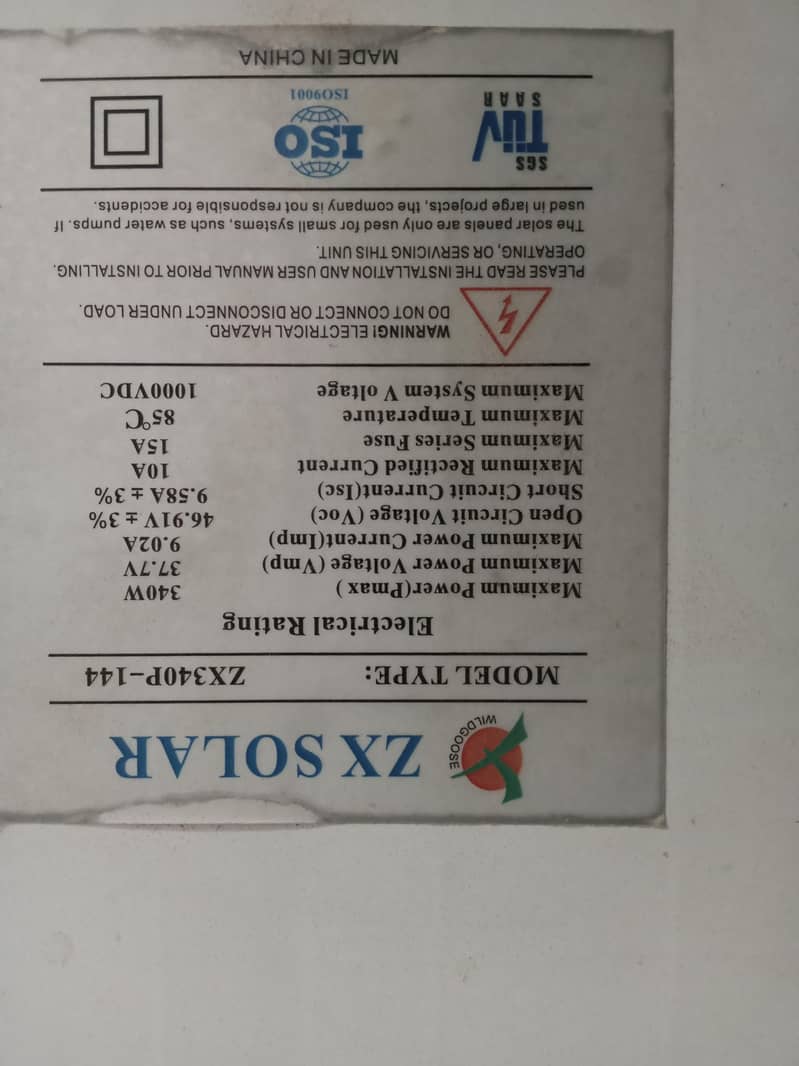 WILDGOOSE
ZX SOLAR
MODEL TYPE: ZX340P-144
Electrical Rating
Maximum Power(Pmax ) 340W
Maximum Power Voltage (Vmp) 37.7V
Maximum Power Current(Imp) 9.02A
Open Circuit Voltage (Voc) 46.91V ± 3%
Short Circuit Current(Isc) 9.58A ± 3%
Maximum Rectified Current 10A
Maximum Series Fuse 15A
Maximum Temperature 85℃
Maximum System Voltage 1000VDC
WARNING! ELECTRICAL HAZARD.
DO NOT CONNECT OR DISCONNECT UNDER LOAD.
PLEASE READ THE INSTALLATION AND USER MANUAL PRIOR TO INSTALLING,
OPERATING, OR SERVICING THIS UNIT.
The solar panels are only used for small systems, such as water pumps. If
used in large projects, the company is not responsible for accidents.
SGS
TÜV
SAAR
ISO
ISO9001
MADE IN CHINA